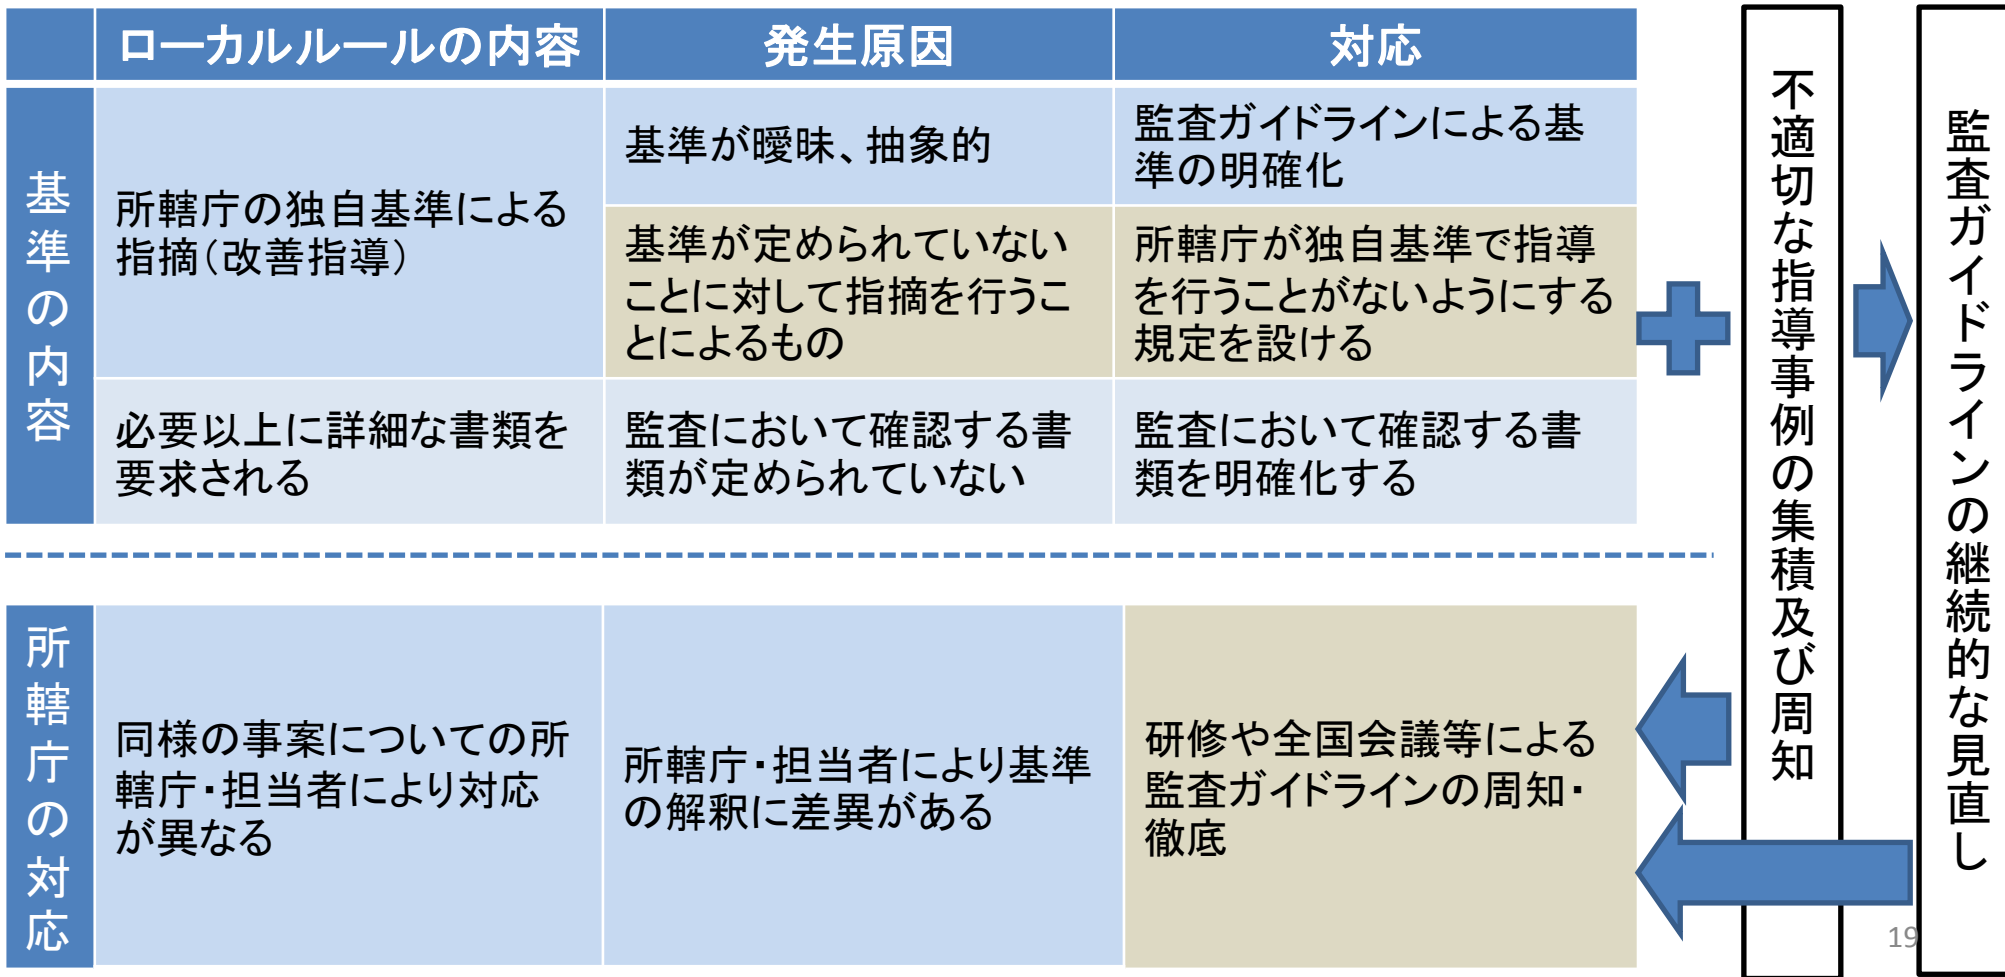 ローカルルールの内容
発生原因
対応
基準の内容
所轄庁の独自基準による
指摘（改善指導）
基準が曖昧、抽象的
監査ガイドラインによる基
準の明確化
基準が定められていない
ことに対して指摘を行うこ
とによるもの
所轄庁が独自基準で指導
を行うことがないようにする
規定を設ける
必要以上に詳細な書類を
要求される
監査において確認する書
類が定められていない
監査において確認する書
類を明確化する
所轄庁の対応
同様の事案についての所
轄庁・担当者により対応
が異なる
所轄庁・担当者により基準
の解釈に差異がある
研修や全国会議等による
監査ガイドラインの周知・
徹底
不適切な指導事例の集積及び周知
監査ガイドラインの継続的な見直し
19